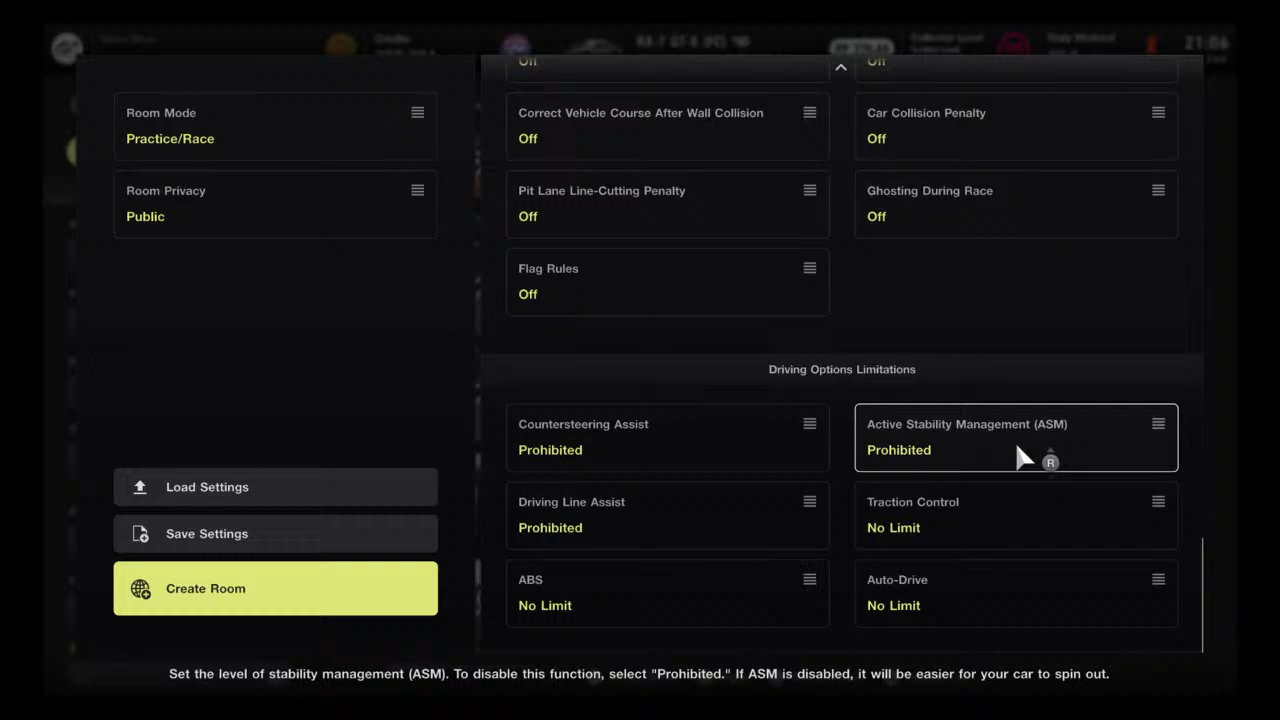 21:06
Room Mode
Practice/Race
Room Privacy
Public
Load Settings
Save Settings
Create Room
Off
Off
Correct Vehicle Course After Wall Collision
Off
Car Collision Penalty
Off
Pit Lane Line-Cutting Penalty
Off
Ghosting During Race
Off
Flag Rules
Off
Driving Options Limitations
Countersteering Assist
Prohibited
Active Stability Management (ASM)
Prohibited
R
Driving Line Assist
Prohibited
Traction Control
No Limit
ABS
No Limit
Auto-Drive
No Limit
Set the level of stability management (ASM). To disable this function, select "Prohibited." If ASM is disabled, it will be easier for your car to spin out.